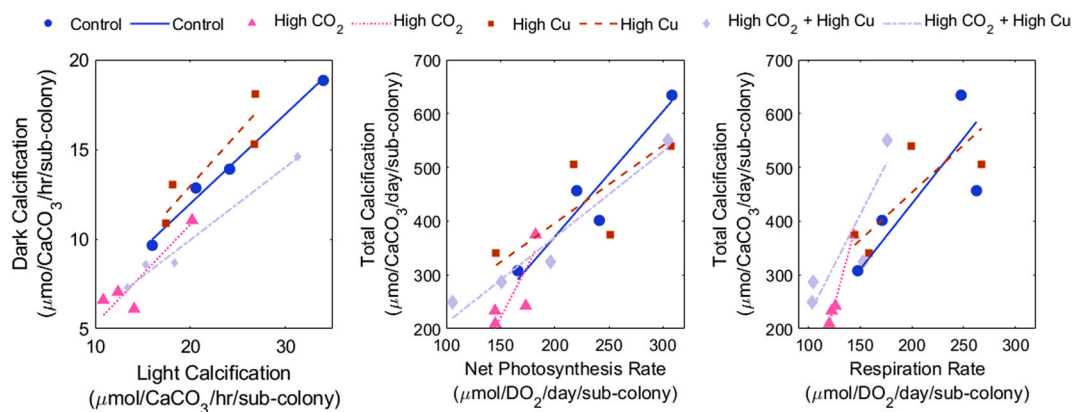 Control Control High CO2 High CO2 High Cu High Cu High CO2 + High Cu High CO2 + High Cu
20
15
10
5
Dark Calcification
(μmo/CaCO3/hr/sub-colony)
10 20 30
Light Calcification
(μmol/CaCO3/hr/sub-colony)
700
600
500
400
300
200
Total Calcification
(μmo/CaCO3/day/sub-colony)
100 150 200 250 300
Net Photosynthesis Rate
(μmol/DO2/day/sub-colony)
700
600
500
400
300
200
Total Calcification
(μmo/CaCO3/day/sub-colony)
100 150 200 250 300
Respiration Rate
(μmol/DO2/day/sub-colony)